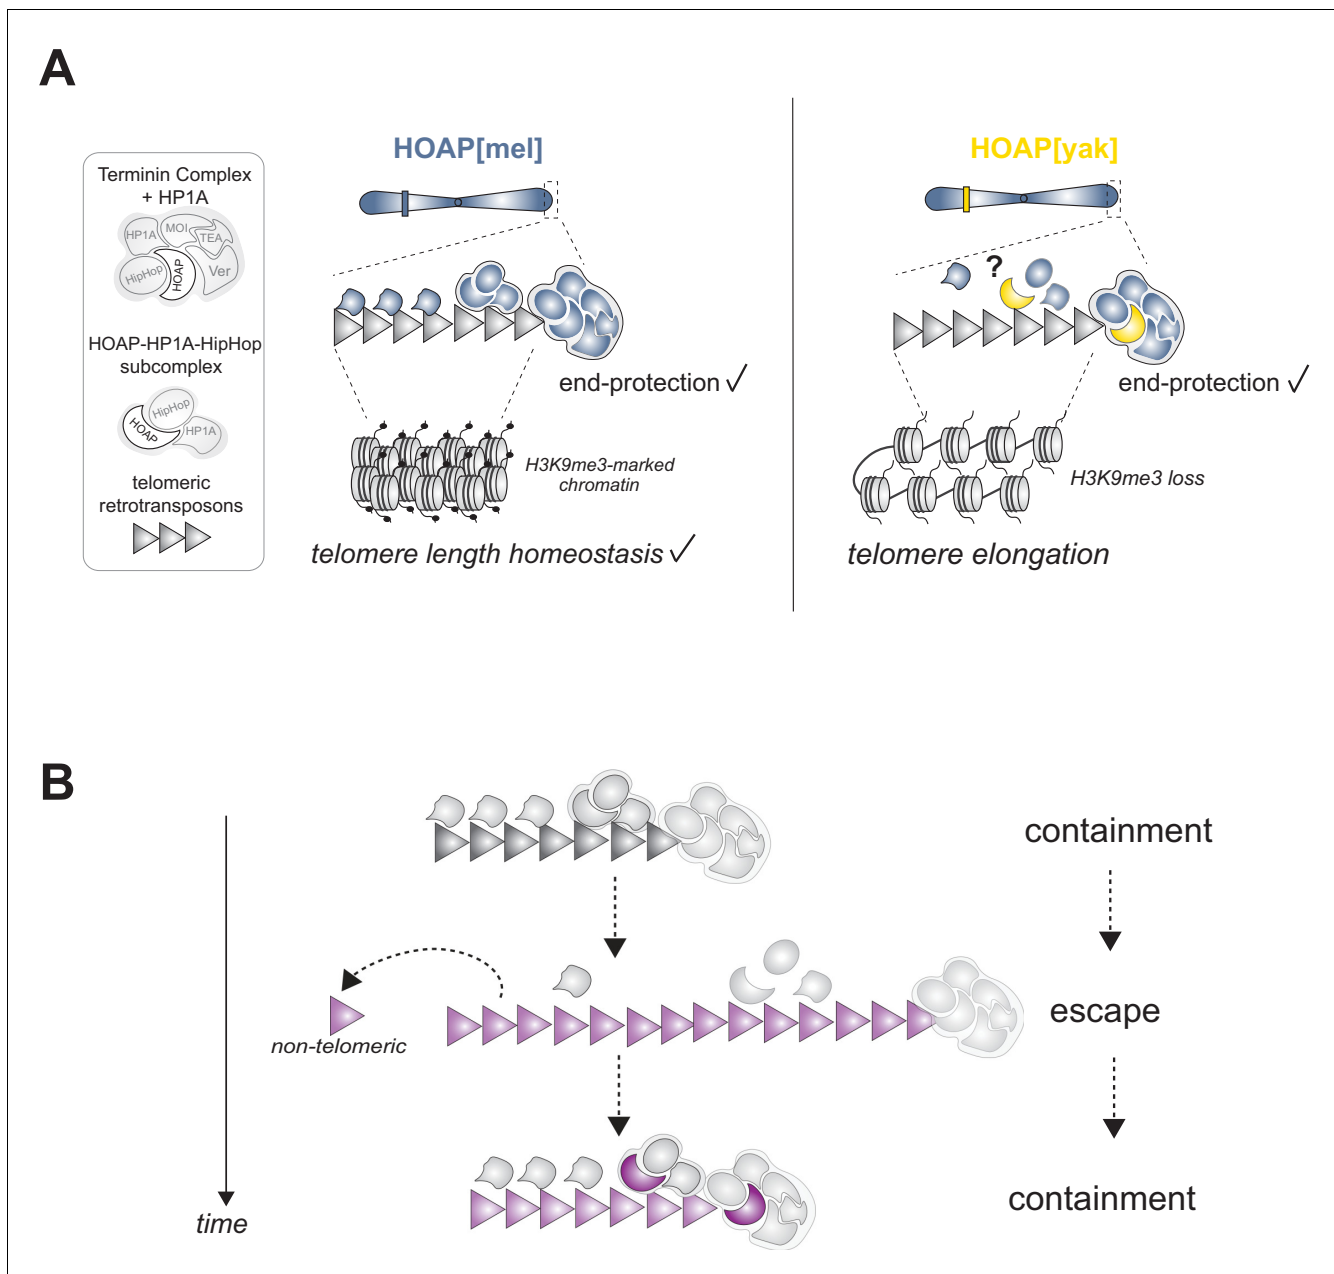 A
HOAP[mel]
HOAP[yak]
Terminin Complex
+ HP1A
HP1A
MOI
TEA
HipHop
HOAP
Ver
HOAP-HP1A-HipHop
subcomplex
HipHop
HOAP
HP1A
telomeric
retrotransposons
end-protection ✓
H3K9me3-marked
chromatin
telomere length homeostasis ✓
?
end-protection ✓
H3K9me3 loss
telomere elongation
B
containment
escape
non-telomeric
containment
time